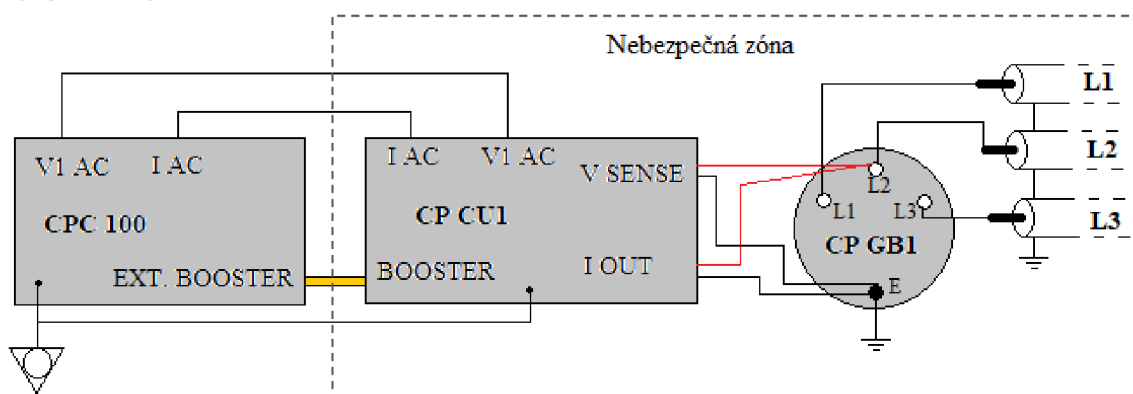 Nebezpečná zóna
L1
L2
L3
V1 AC I AC
CPC 100
EXT. BOOSTER
I AC V1 AC
V SENSE
CP CU1
BOOSTER
I OUT
L2
L1 L3
CP GB1
E